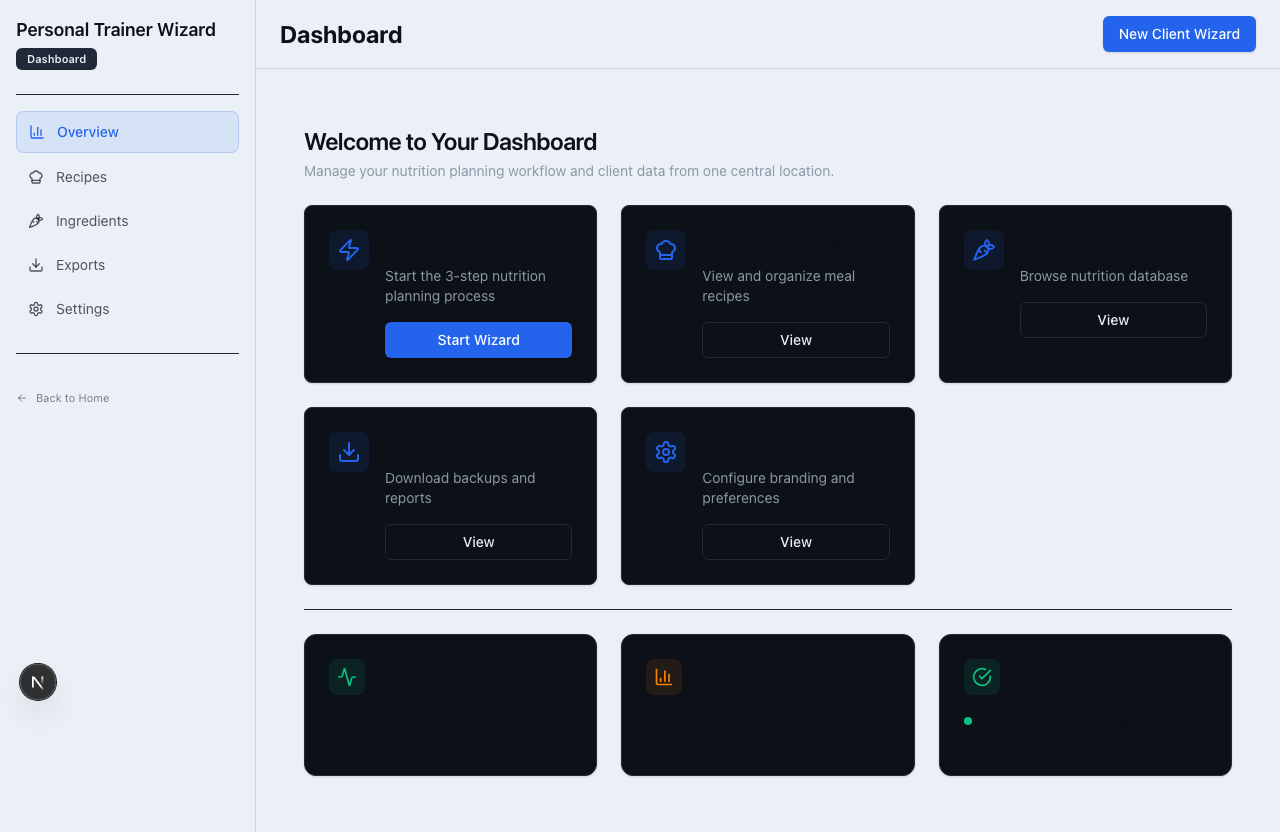 Personal Trainer Wizard
Dashboard
Overview
Recipes
Ingredients
Exports
Settings
Back to Home
Dashboard
New Client Wizard
Welcome to Your Dashboard
Manage your nutrition planning workflow and client data from one central location.
Start the 3-step nutrition
planning process
Start Wizard
View and organize meal
recipes
View
Browse nutrition database
View
Download backups and
reports
View
Configure branding and
preferences
View
N